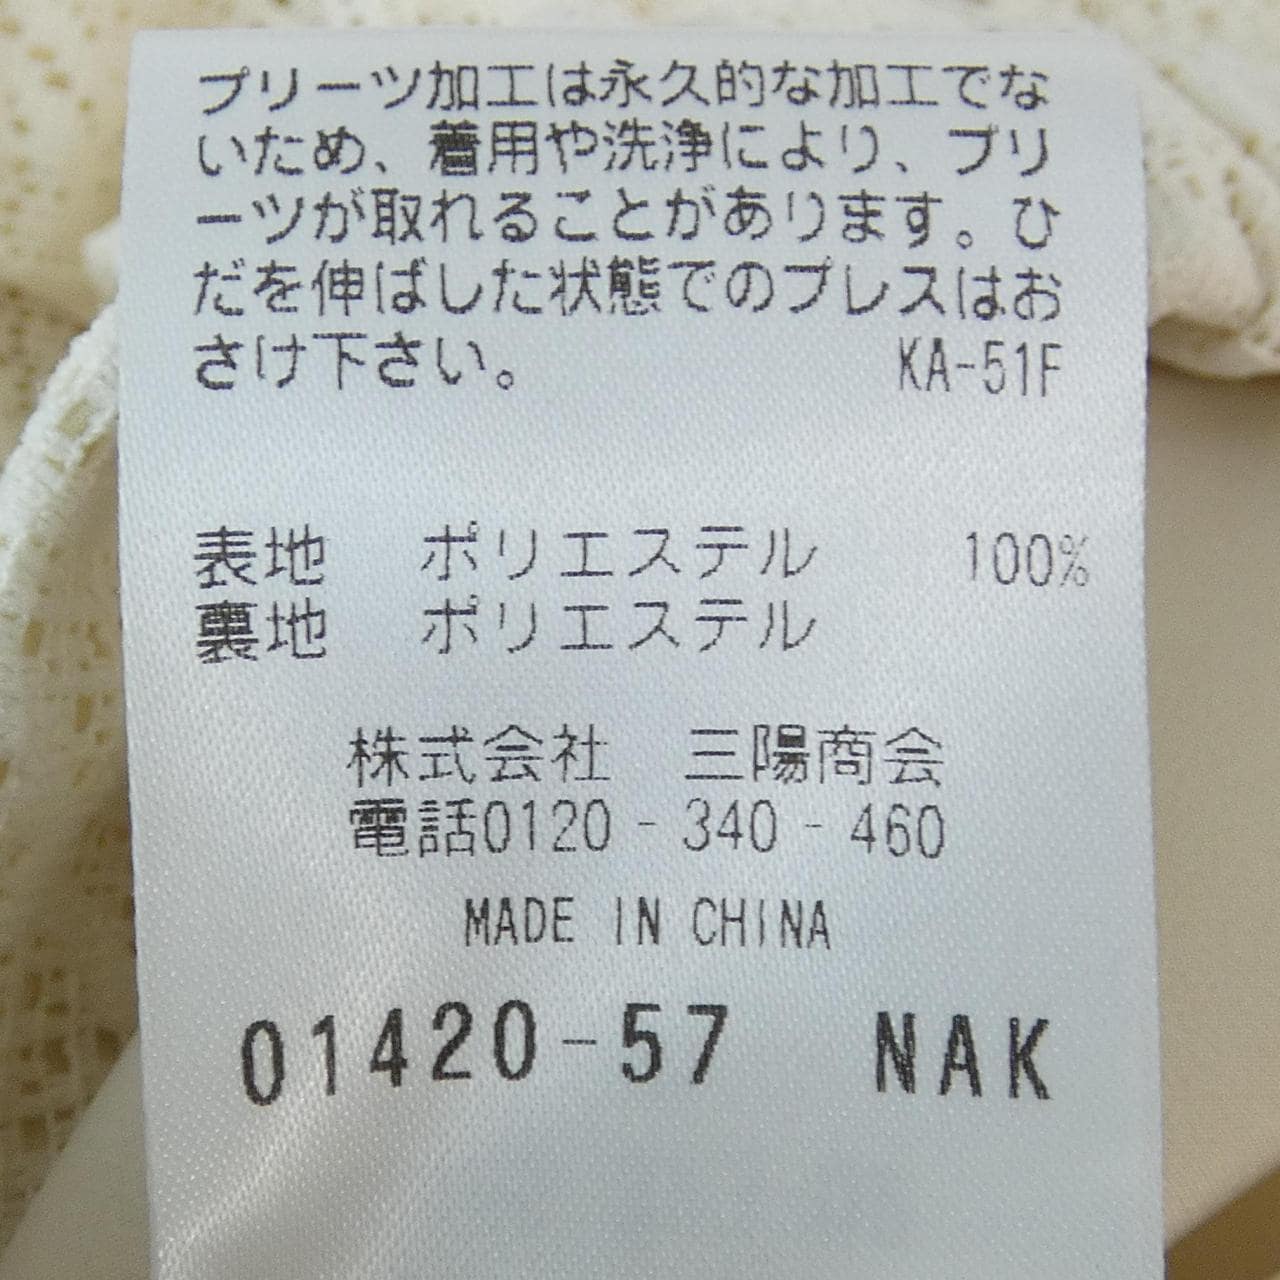 プリーツ加工は永久的な加工でな
いため、着用や洗浄により、プリ
ーツが取れることがあります。ひ
だを伸ばした状態でのプレスはお
さけ下さい。 KA-51F
表地 ポリエステル 100%
裏地 ポリエステル
株式会社 三陽商会
電話0120-340-460
MADE IN CHINA
01420-57 NAK